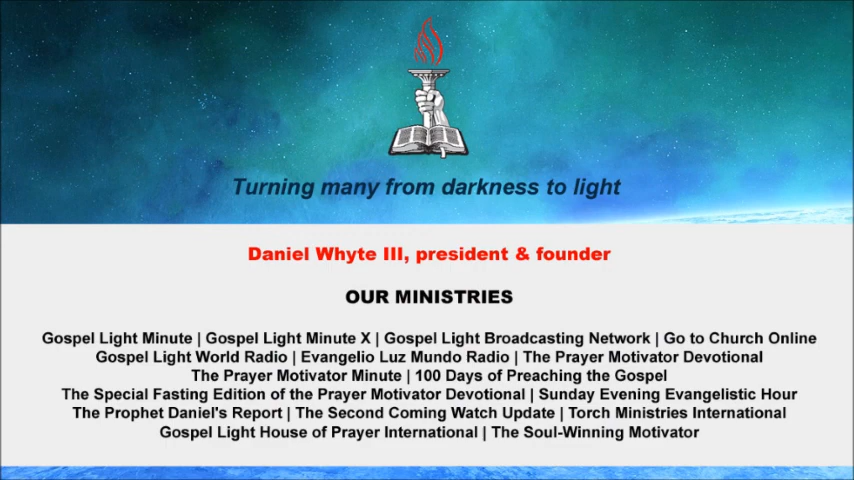 Turning many from darkness to light
Daniel Whyte III, president & founder
OUR MINISTRIES
Gospel Light Minute | Gospel Light Minute X | Gospel Light Broadcasting Network | Go to Church Online
Gospel Light World Radio | Evangelio Luz Mundo Radio | The Prayer Motivator Devotional
The Prayer Motivator Minute | 100 Days of Preaching the Gospel
The Special Fasting Edition of the Prayer Motivator Devotional | Sunday Evening Evangelistic Hour
The Prophet Daniel's Report | The Second Coming Watch Update | Torch Ministries International
Gospel Light House of Prayer International | The Soul-Winning Motivator